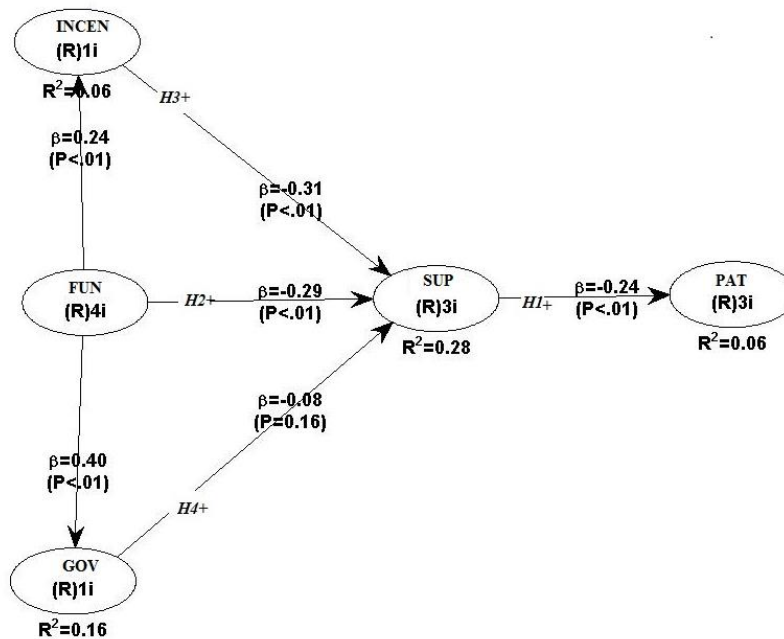 INCEN
(R)1i
R²=0.06
H3+
β=0.24
(P<.01)
β=-0.31
(P<.01)
FUN
(R)4i
H2+
β=-0.29
(P<.01)
SUP
(R)3i
R²=0.28
H1+
β=-0.24
(P<.01)
PAT
(R)3i
R²=0.06
β=-0.08
(P=0.16)
β=0.40
(P<.01)
H4+
GOV
(R)1i
R²=0.16